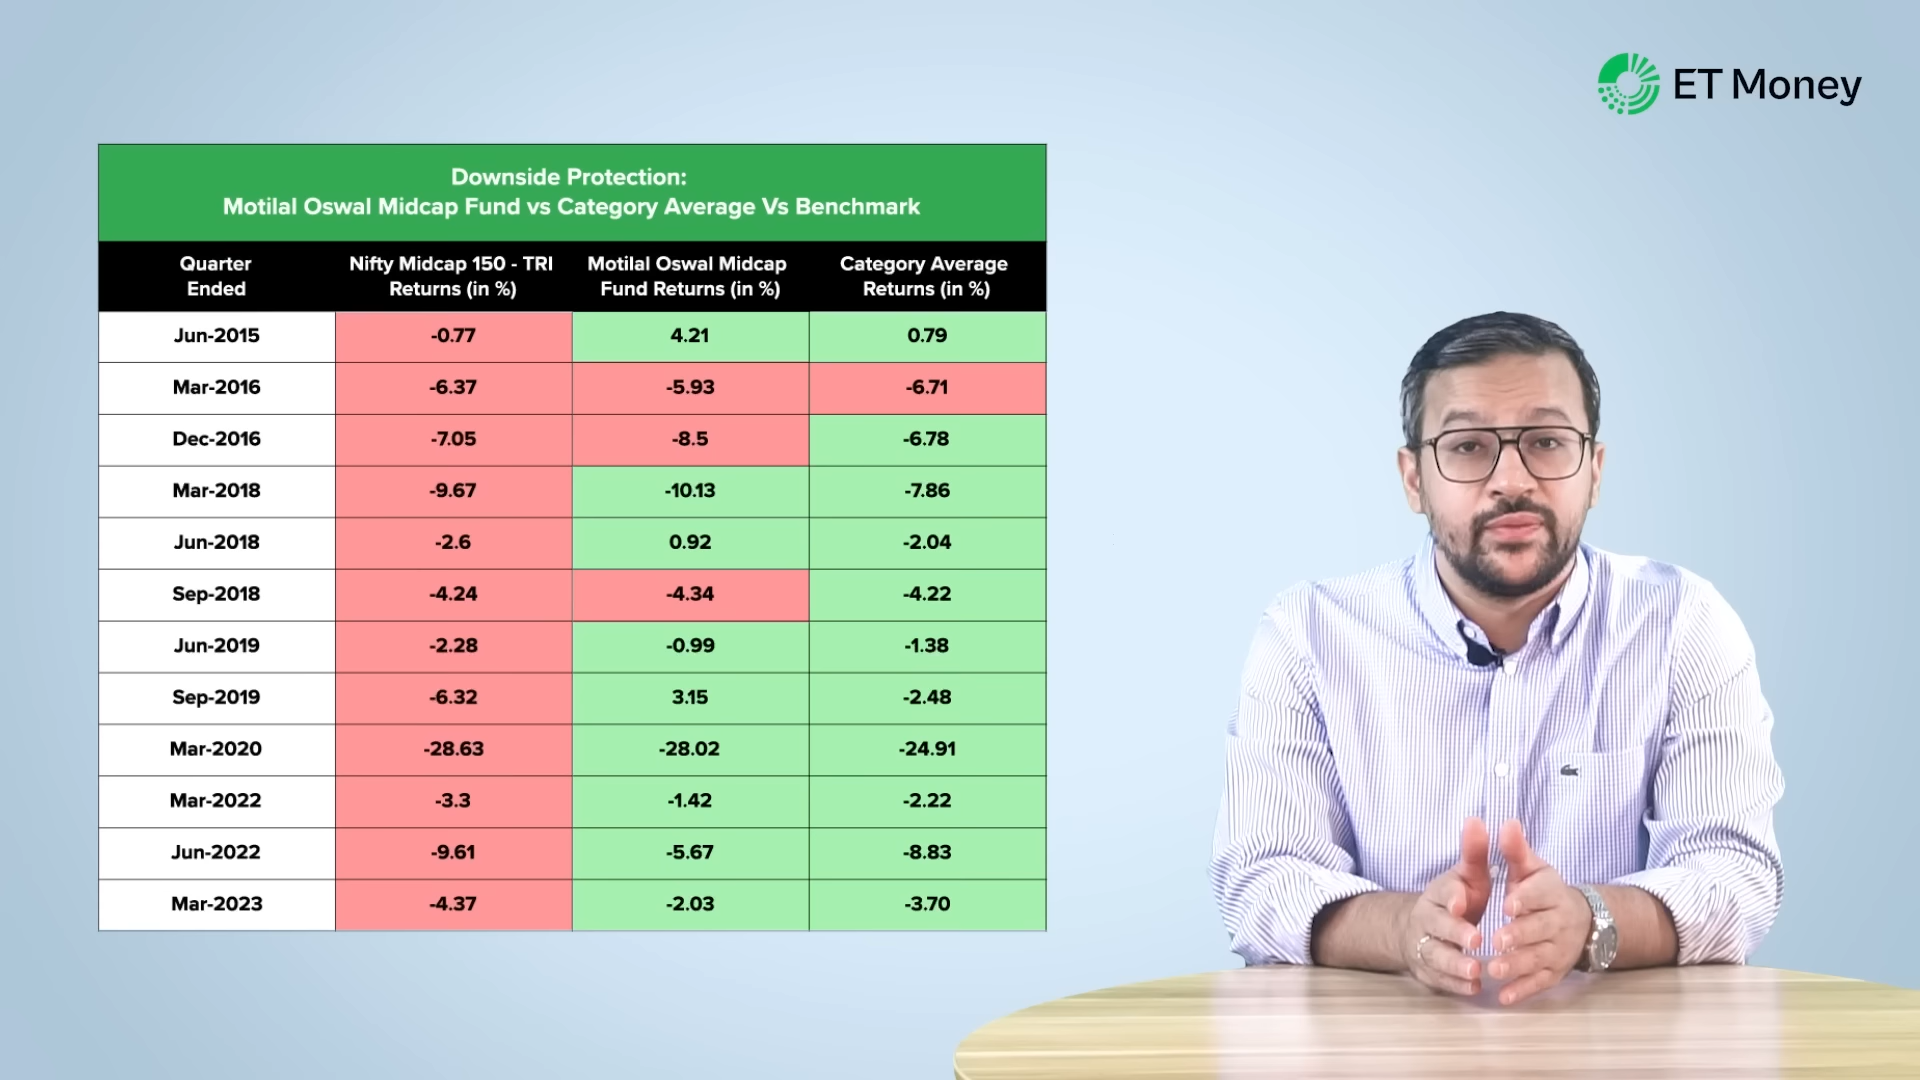 ET Money
Downside Protection:
Motilal Oswal Midcap Fund vs Category Average Vs Benchmark
Quarter Ended Nifty Midcap 150 - TRI Returns (in %) Motilal Oswal Midcap Fund Returns (in %) Category Average Returns (in %)
Jun-2015 -0.77 4.21 0.79
Mar-2016 -6.37 -5.93 -6.71
Dec-2016 -7.05 -8.5 -6.78
Mar-2018 -9.67 -10.13 -7.86
Jun-2018 -2.6 0.92 -2.04
Sep-2018 -4.24 -4.34 -4.22
Jun-2019 -2.28 -0.99 -1.38
Sep-2019 -6.32 3.15 -2.48
Mar-2020 -28.63 -28.02 -24.91
Mar-2022 -3.3 -1.42 -2.22
Jun-2022 -9.61 -5.67 -8.83
Mar-2023 -4.37 -2.03 -3.70